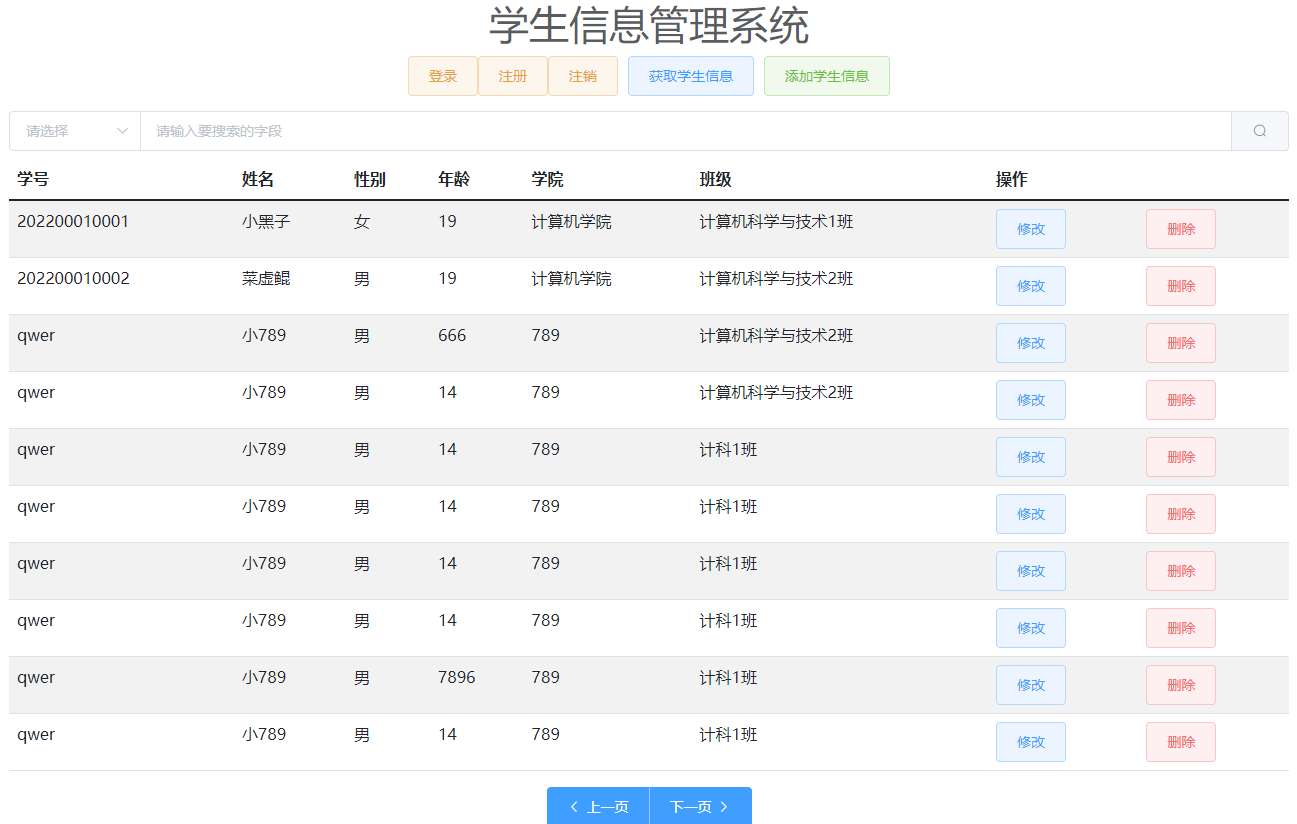 学生信息管理系统
登录 注册 注销 获取学生信息 添加学生信息
请选择 请输入要搜索的字段
学号 姓名 性别 年龄 学院 班级 操作
202200010001 小黑子 女 19 计算机学院 计算机科学与技术1班 修改 删除
202200010002 菜虚鲲 男 19 计算机学院 计算机科学与技术2班 修改 删除
qwer 小789 男 666 789 计算机科学与技术2班 修改 删除
qwer 小789 男 14 789 计算机科学与技术2班 修改 删除
qwer 小789 男 14 789 计科1班 修改 删除
qwer 小789 男 14 789 计科1班 修改 删除
qwer 小789 男 14 789 计科1班 修改 删除
qwer 小789 男 14 789 计科1班 修改 删除
qwer 小789 男 7896 789 计科1班 修改 删除
qwer 小789 男 14 789 计科1班 修改 删除
上一页 下一页